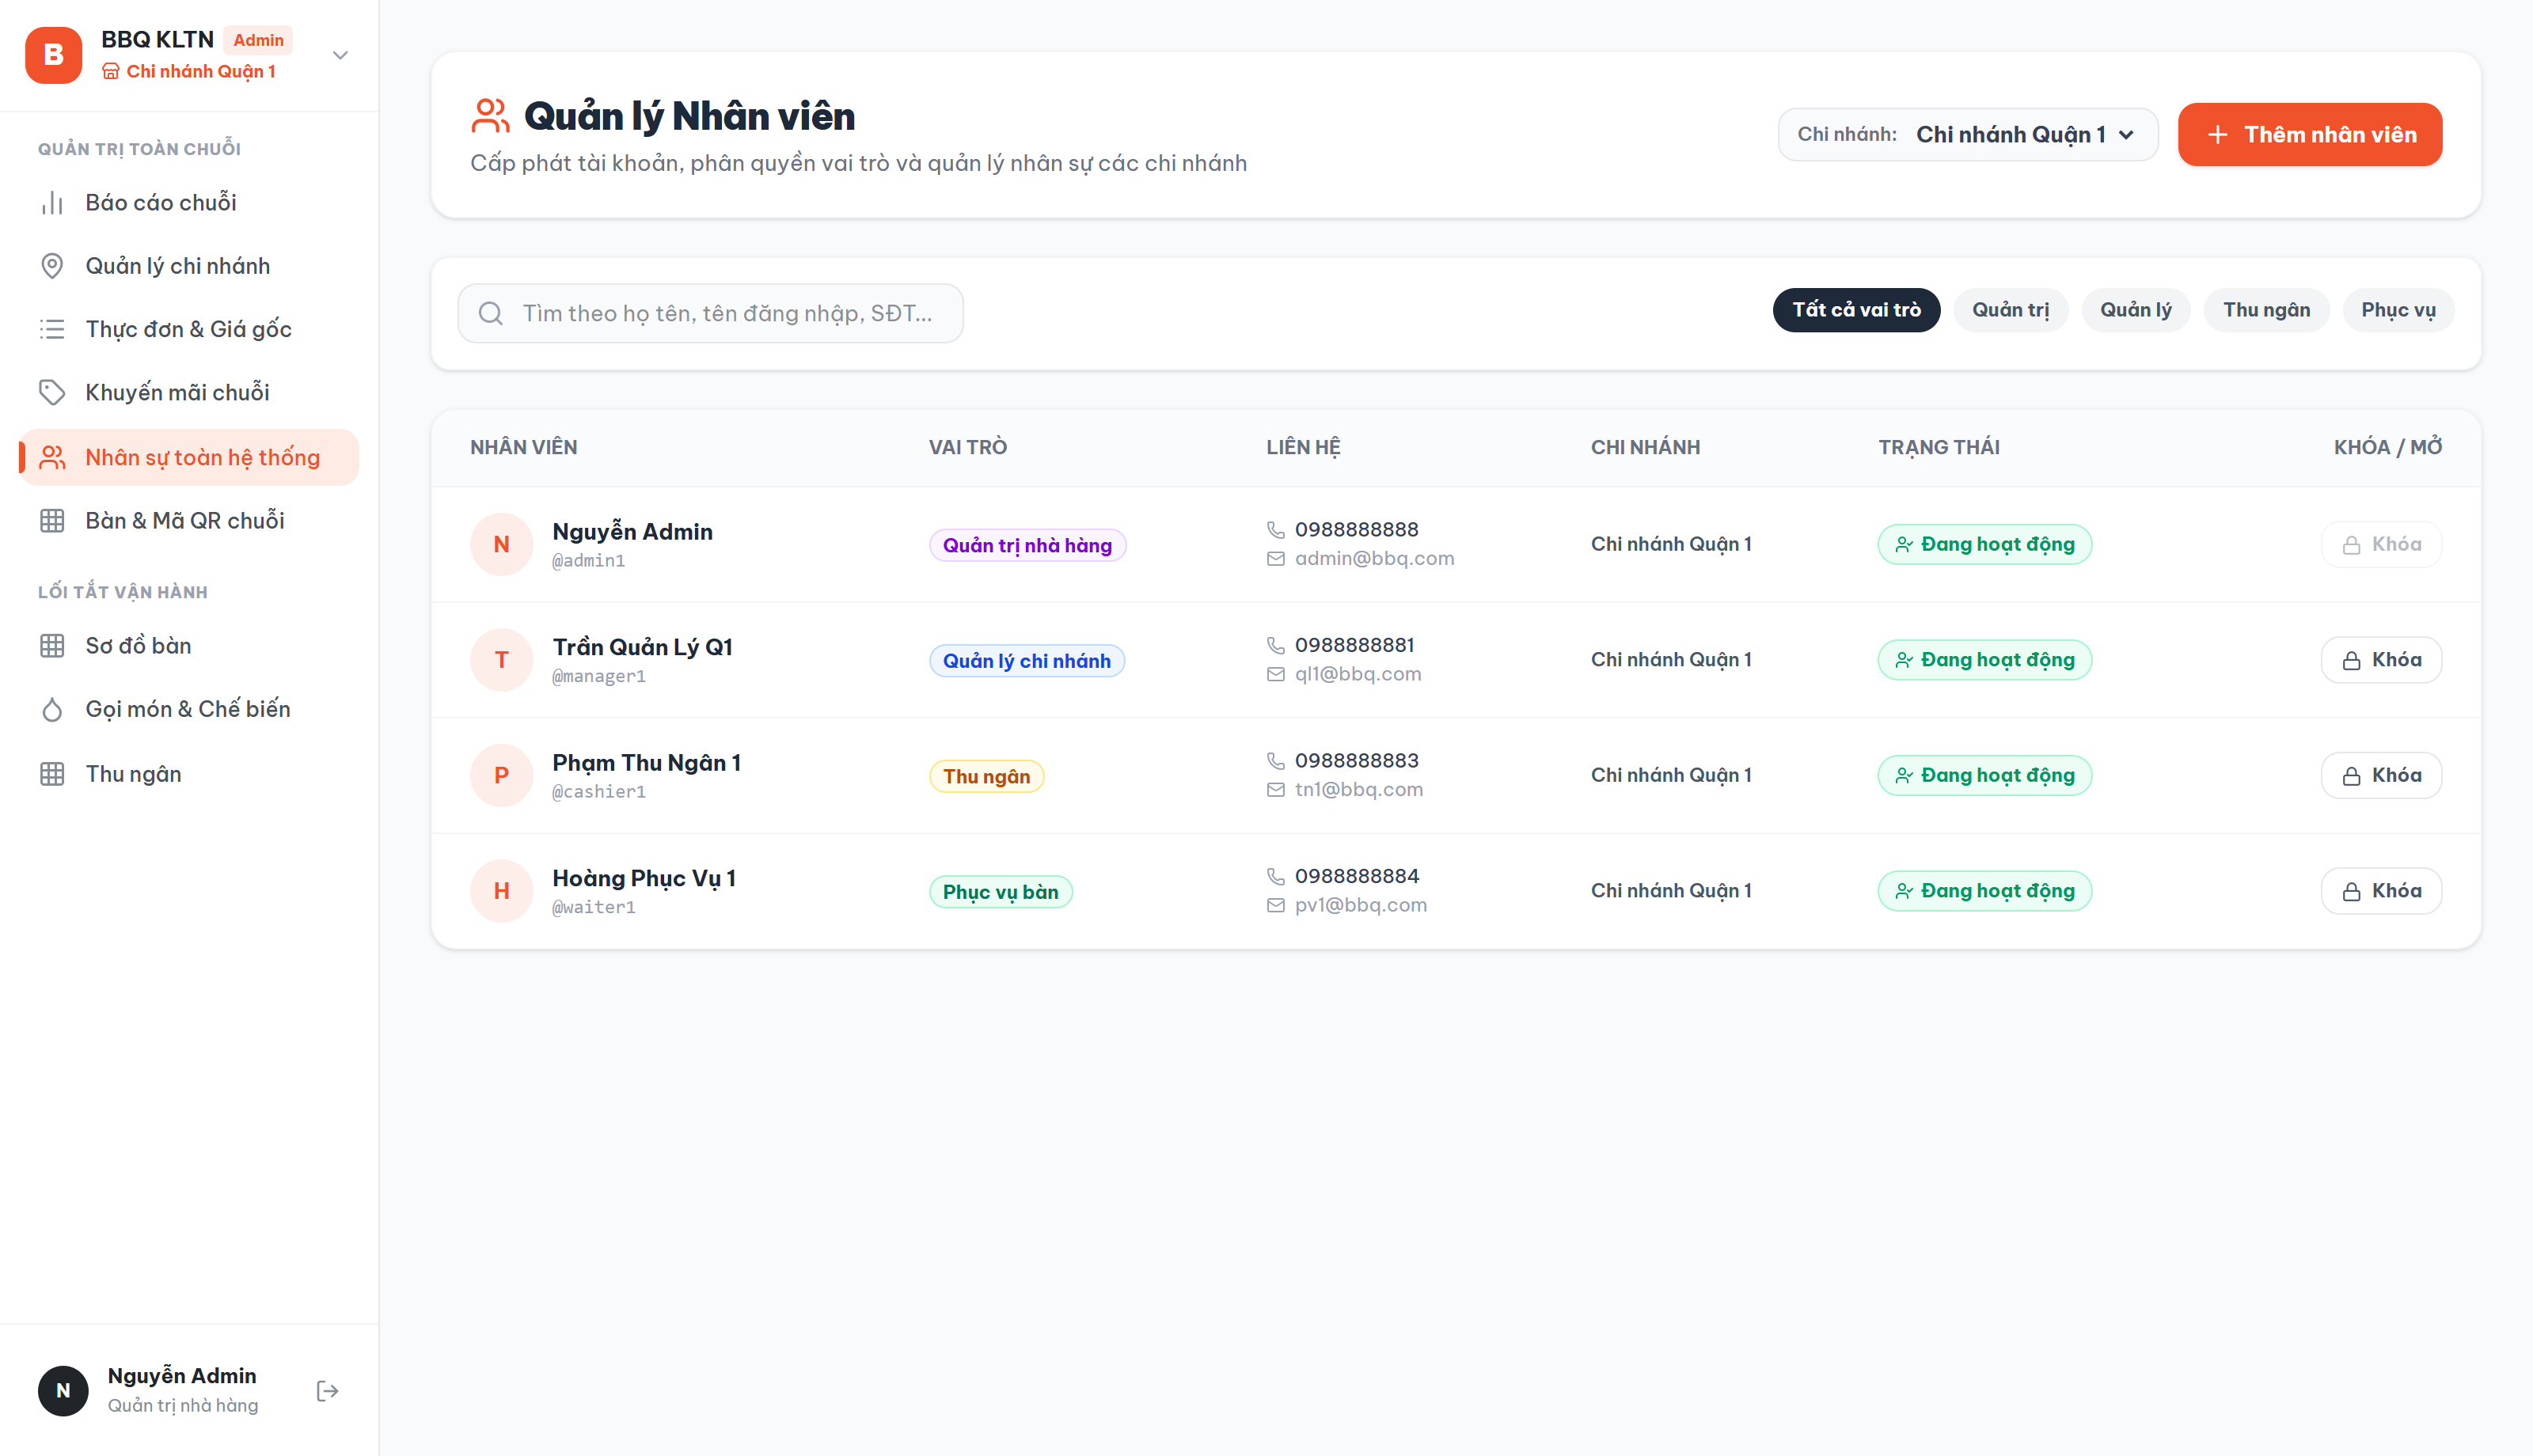 B
BBQ KLTN Admin
Chi nhánh Quận 1
QUẢN TRỊ TOÀN CHUỖI
Báo cáo chuỗi
Quản lý chi nhánh
Thực đơn & Giá gốc
Khuyến mãi chuỗi
Nhân sự toàn hệ thống
Bàn & Mã QR chuỗi
LỐI TẮT VẬN HÀNH
Sơ đồ bàn
Gọi món & Chế biến
Thu ngân
N
Nguyễn Admin
Quản trị nhà hàng
Quản lý Nhân viên
Cấp phát tài khoản, phân quyền vai trò và quản lý nhân sự các chi nhánh
Chi nhánh: Chi nhánh Quận 1
Thêm nhân viên
Tìm theo họ tên, tên đăng nhập, SĐT...
Tất cả vai trò Quản trị Quản lý Thu ngân Phục vụ
NHÂN VIÊN VAI TRÒ LIÊN HỆ CHI NHÁNH TRẠNG THÁI KHÓA / MỞ
N
Nguyễn Admin
@admin1
Quản trị nhà hàng
0988888888
admin@bbq.com
Chi nhánh Quận 1
Đang hoạt động
Khóa
T
Trần Quản Lý Q1
@manager1
Quản lý chi nhánh
0988888881
ql1@bbq.com
Chi nhánh Quận 1
Đang hoạt động
Khóa
P
Phạm Thu Ngân 1
@cashier1
Thu ngân
0988888883
tn1@bbq.com
Chi nhánh Quận 1
Đang hoạt động
Khóa
H
Hoàng Phục Vụ 1
@waiter1
Phục vụ bàn
0988888884
pv1@bbq.com
Chi nhánh Quận 1
Đang hoạt động
Khóa